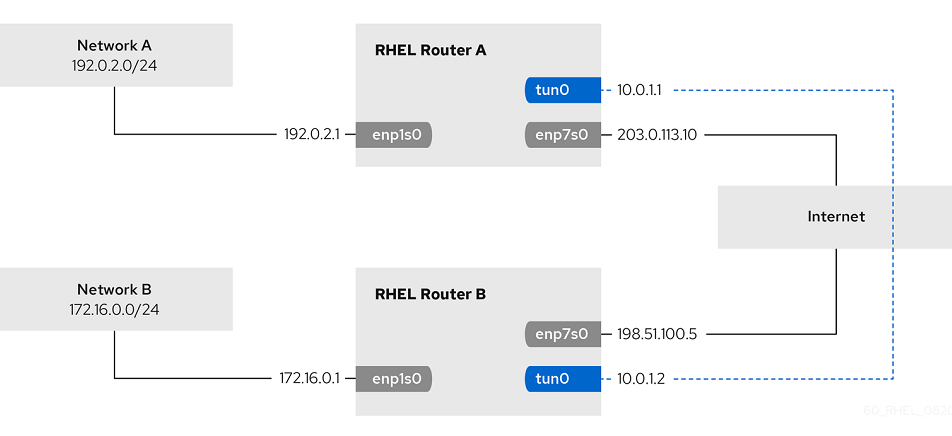 Network A
192.0.2.0/24
RHEL Router A
tun0
10.0.1.1
192.0.2.1
enp1s0
enp7s0
203.0.113.10
Internet
Network B
172.16.0.0/24
RHEL Router B
enp7s0
198.51.100.5
172.16.0.1
enp1s0
tun0
10.0.1.2